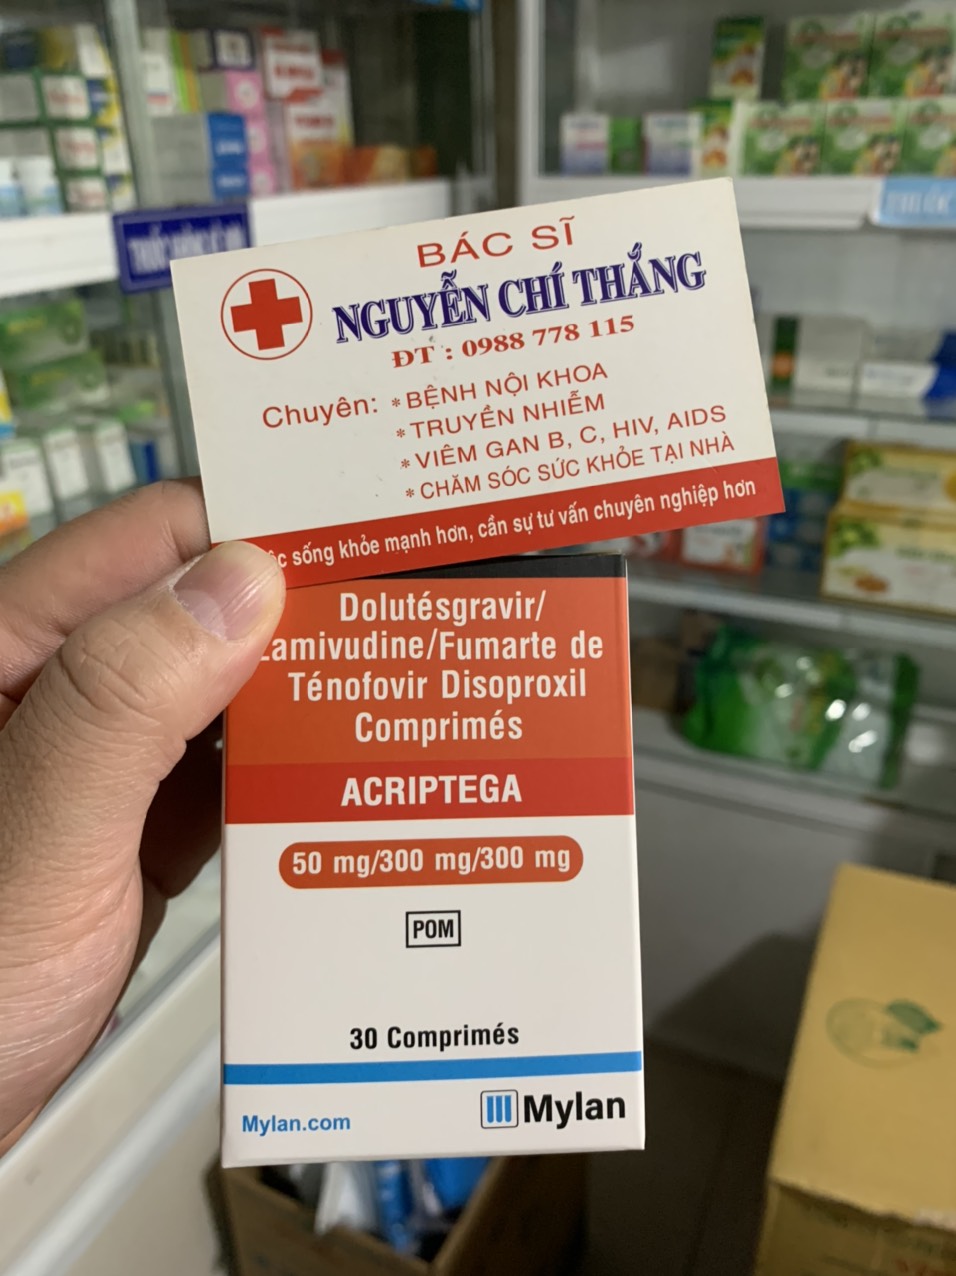 BÁC SĨ
NGUYỄN CHÍ THẮNG
ĐT : 0988 778 115
Chuyên: * BỆNH NỘI KHOA
* TRUYỀN NHIỄM
* VIÊM GAN B, C, HIV, AIDS
* CHĂM SÓC SỨC KHỎE TẠI NHÀ
sống khỏe mạnh hơn, cần sự tư vấn chuyên nghiệp hơn
Dolutésgravir/
amivudine/Fumarte de
Ténofovir Disoproxil
Comprimés
ACRIPTEGA
50 mg/300 mg/300 mg
POM
30 Comprimés
Mylan.com
Mylan
THUỐC